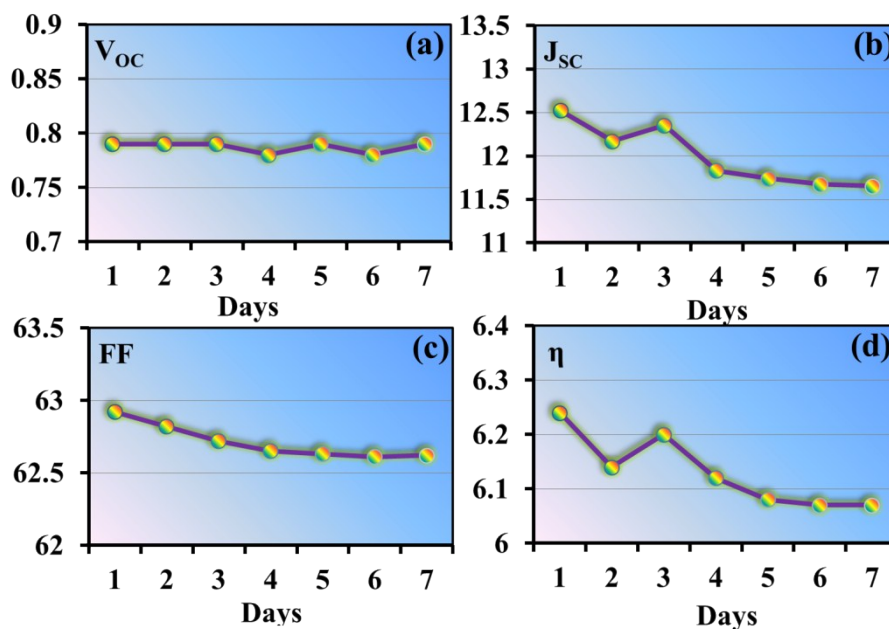 (a)
V_OC
0.9
0.85
0.8
0.75
0.7
1 2 3 4 5 6 7
Days
(b)
J_SC
13.5
13
12.5
12
11.5
11
1 2 3 4 5 6 7
Days
(c)
FF
63.5
63
62.5
62
1 2 3 4 5 6 7
Days
(d)
η
6.4
6.3
6.2
6.1
6
1 2 3 4 5 6 7
Days